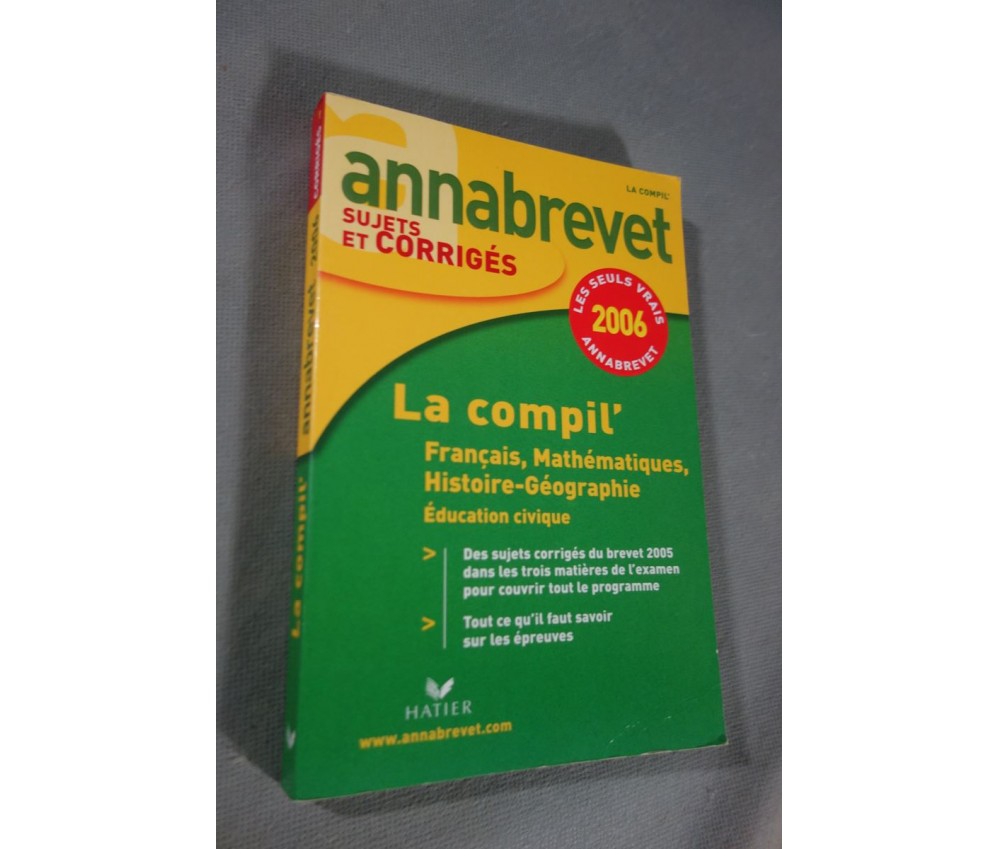 LA COMPIL'
annabrevet
SUJETS
ET CORRIGÉS
LES SEULS VRAIS
2006
ANNABREVET
La compil'
Français, Mathématiques,
Histoire-Géographie
Éducation civique
> Des sujets corrigés du brevet 2005
dans les trois matières de l'examen
pour couvrir tout le programme
> Tout ce qu'il faut savoir
sur les épreuves
HATIER
www.annabrevet.com
CORRIGÉS
annabrevet 2006
La compil'